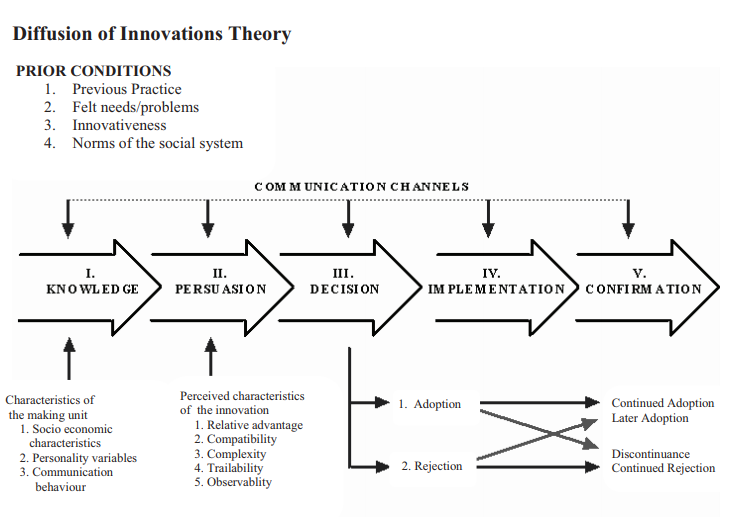 Diffusion of Innovations Theory
PRIOR CONDITIONS
1. Previous Practice
2. Felt needs/problems
3. Innovativeness
4. Norms of the social system
COMMUNICATION CHANNELS
I.
KNOWLEDGE
II.
PERSUASION
III.
DECISION
IV.
IMPLEMENTATION
V.
CONFIRMATION
Characteristics of
the making unit
1. Socio economic
characteristics
2. Personality variables
3. Communication
behaviour
Perceived characteristics
of the innovation
1. Relative advantage
2. Compatibility
3. Complexity
4. Trailability
5. Observablity
1. Adoption
2. Rejection
Continued Adoption
Later Adoption
Discontinuance
Continued Rejection